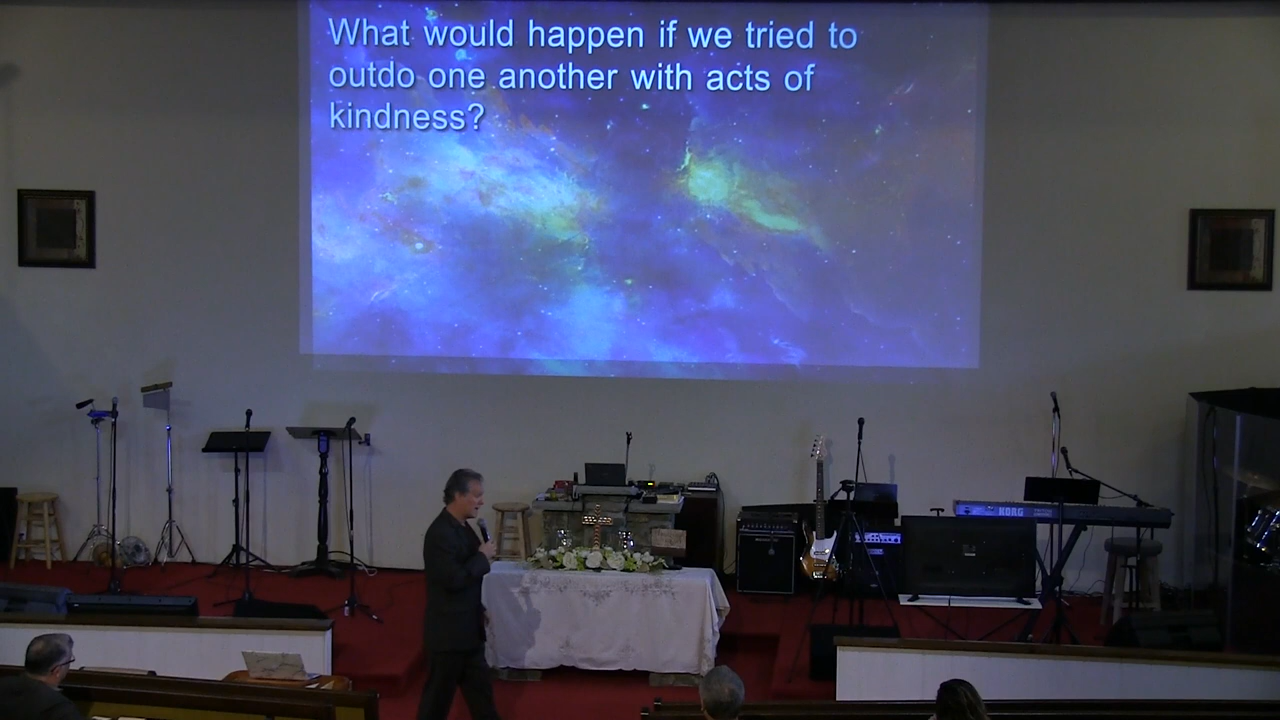 What would happen if we tried to
outdo one another with acts of
kindness?
KORG